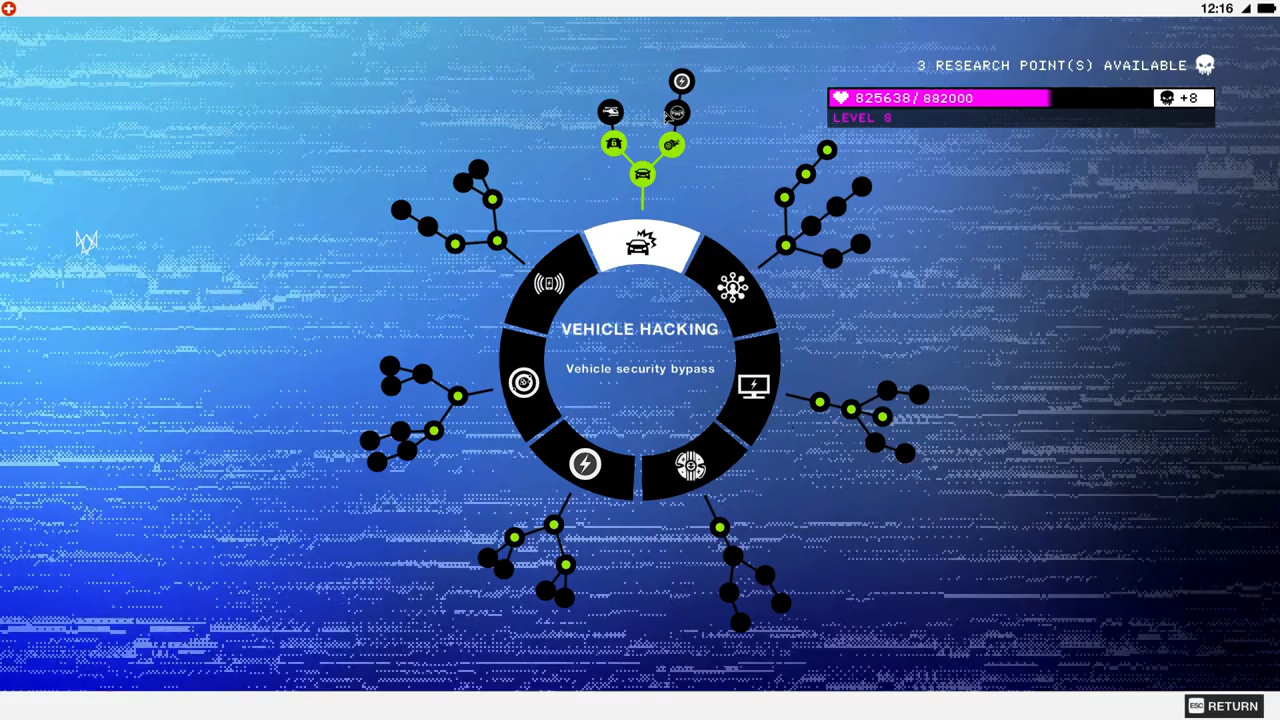 12:16
3 RESEARCH POINT(S) AVAILABLE
825638/882000
+8
LEVEL 8
VEHICLE HACKING
Vehicle security bypass
ESC RETURN